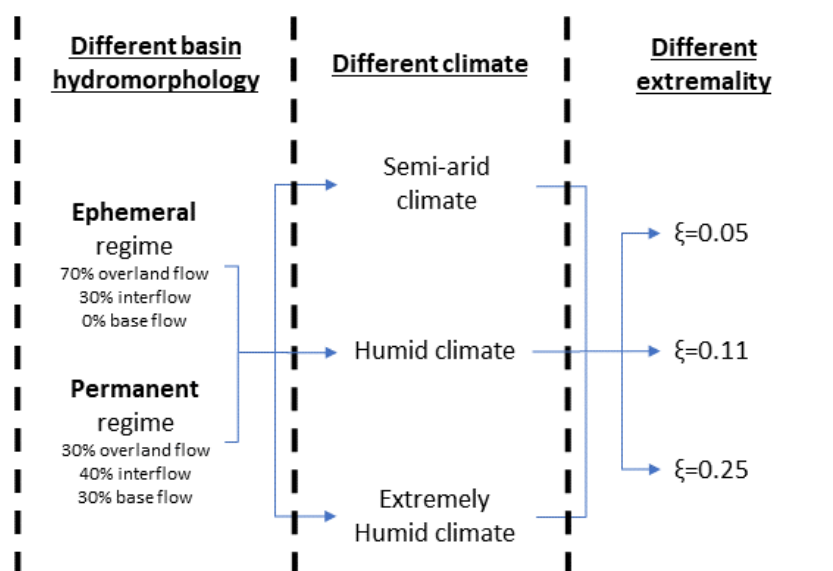 Different basin
hydromorphology
Ephemeral
regime
70% overland flow
30% interflow
0% base flow
Permanent
regime
30% overland flow
40% interflow
30% base flow
Different climate
Semi-arid
climate
Humid climate
Extremely
Humid climate
Different
extremality
ξ=0.05
ξ=0.11
ξ=0.25